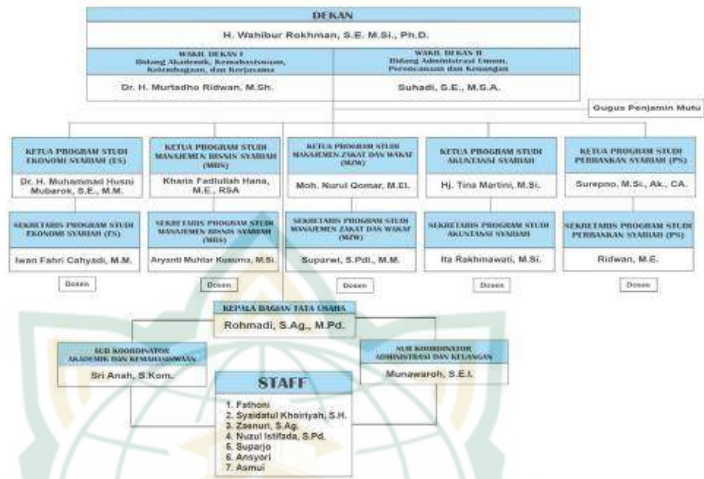 DEKAN
H. Wahibur Rokhman, S.E. M.Si., Ph.D.
WAKIL DEKAN I
Bidang Akademik, Kemahasiswaan,
Kelembagaan, dan Kerjasama
Dr. H. Murtadho Ridwan, M.Sh.
WAKIL DEKAN II
Bidang Administrasi Umum,
Perencanaan dan Keuangan
Suhadi, S.E., M.S.A.
Gugus Penjamin Mutu
KETUA PROGRAM STUDI
EKONOMI SYARIAH (ES)
Dr. H. Muhammad Husni
Mubarok, S.E., M.M.
KETUA PROGRAM STUDI
MANAJEMEN BISNIS SYARIAH
(MBS)
Kharis Fadlullah Hana,
M.E., RSA
KETUA PROGRAM STUDI
MANAJEMEN ZAKAT DAN WAKAF
(MZW)
Moh. Nurul Qomar, M.EI.
KETUA PROGRAM STUDI
AKUNTANSI SYARIAH
Hj. Tina Martini, M.Si.
KETUA PROGRAM STUDI
PERBANKAN SYARIAH (PS)
Surepno, M.Si., Ak., CA.
SEKRETARIS PROGRAM STUDI
EKONOMI SYARIAH (ES)
Iwan Fahri Cahyadi, M.M.
SEKRETARIS PROGRAM STUDI
MANAJEMEN BISNIS SYARIAH
(MBS)
Aryanti Muhtar Kusuma, M.Si.
SEKRETARIS PROGRAM STUDI
MANAJEMEN ZAKAT DAN WAKAF
(MZW)
Suparwi, S.Pdi., M.M.
SEKRETARIS PROGRAM STUDI
AKUNTANSI SYARIAH
Ita Rakhmawati, M.Si.
SEKRETARIS PROGRAM STUDI
PERBANKAN SYARIAH (PS)
Ridwan, M.E.
Dosen
Dosen
Dosen
Dosen
Dosen
KEPALA BAGIAN TATA USAHA
Rohmadi, S.Ag., M.Pd.
SUB KOORDINATOR
AKADEMIK DAN KEMAHASISWAAN
Sri Anah, S.Kom.
SUB KOORDINATOR
ADMINISTRASI DAN KEUANGAN
Munawaroh, S.E.I.
STAFF
1. Fathoni
2. Syaidatul Khoiriyah, S.H.
3. Zaenuri, S.Ag.
4. Nuzul Istifada, S.Pd.
5. Suparjo
6. Ansyori
7. Asmui